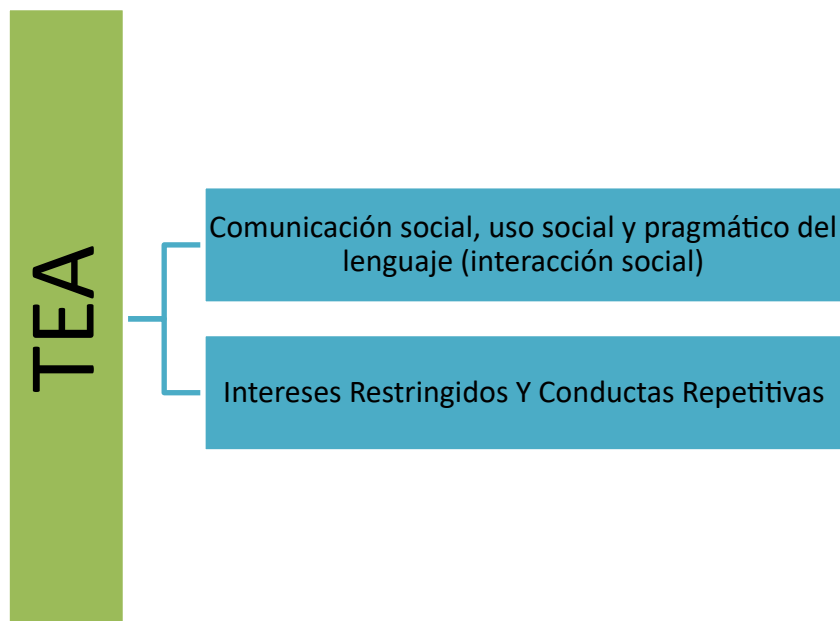 TEA
Comunicación social, uso social y pragmático del
lenguaje (interacción social)
Intereses Restringidos Y Conductas Repetitivas